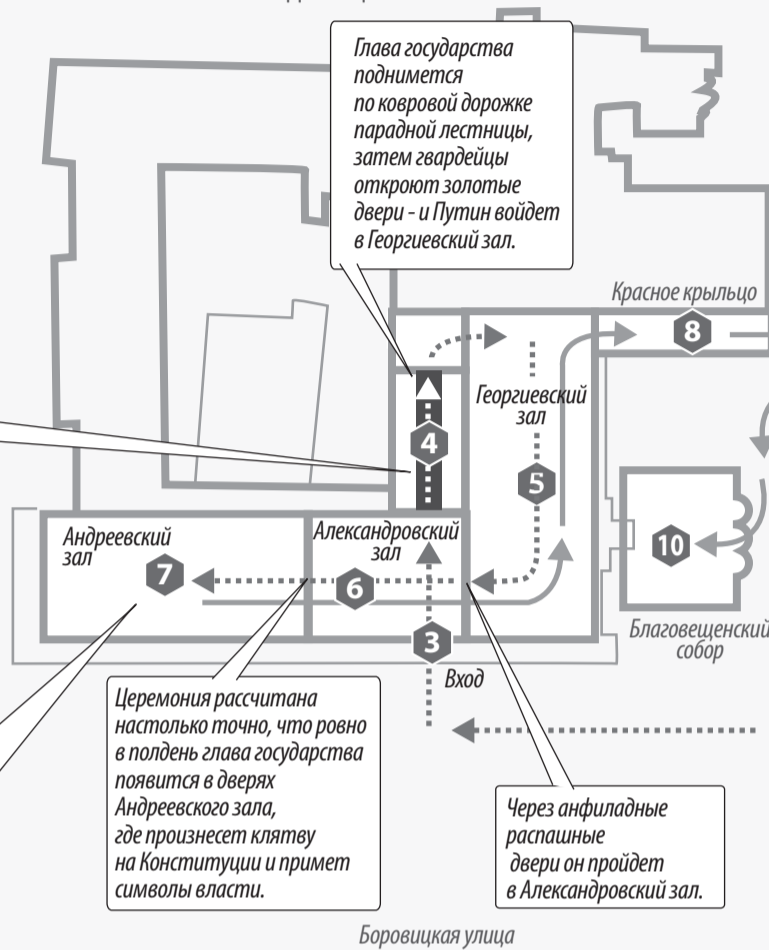 Глава государства
поднимется
по ковровой дорожке
парадной лестницы,
затем гвардейцы
откроют золотые
двери - и Путин войдет
в Георгиевский зал.
Красное крыльцо
8
Георгиевский
зал
4
5
10
Андреевский
зал
7
Александровский
зал
6
3
Благовещенский
собор
Вход
Церемония рассчитана
настолько точно, что ровно
в полдень глава государства
появится в дверях
Андреевского зала,
где произнесет клятву
на Конституции и примет
символы власти.
Через анфиладные
распашные
двери он пройдет
в Александровский зал.
Боровицкая улица